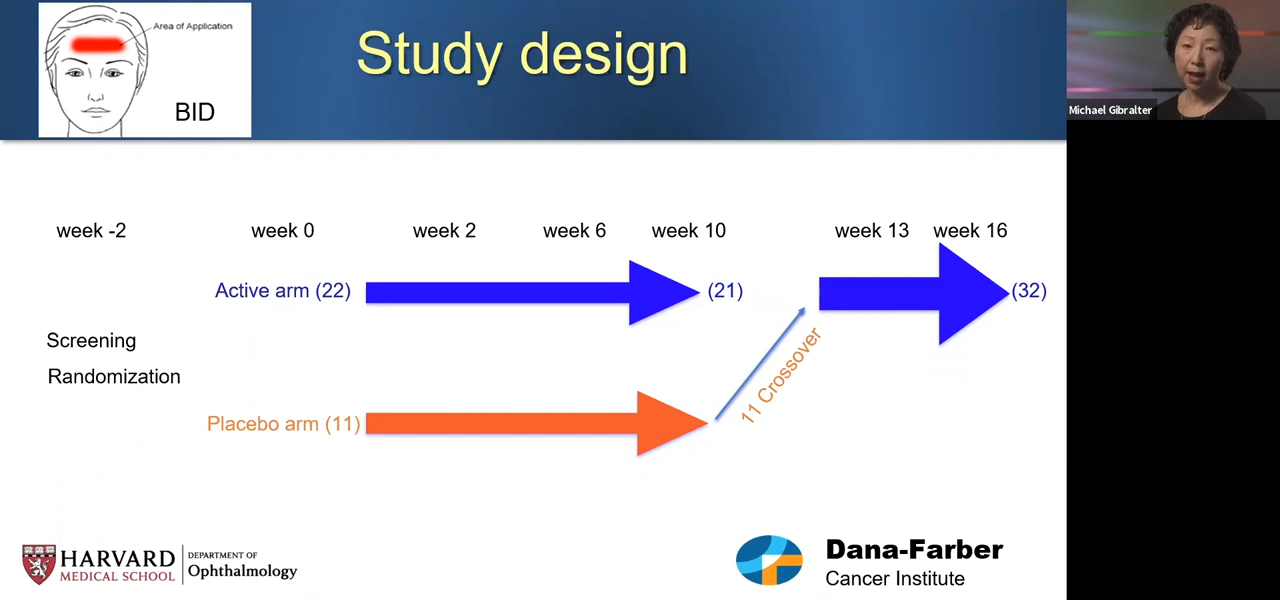 Area of Application
BID
Study design
Michael Gibralter
week -2
week 0
week 2
week 6
week 10
week 13
week 16
Active arm (22)
(21)
(32)
Screening
Randomization
11 Crossover
Placebo arm (11)
HARVARD
MEDICAL SCHOOL
DEPARTMENT OF
Ophthalmology
Dana-Farber
Cancer Institute